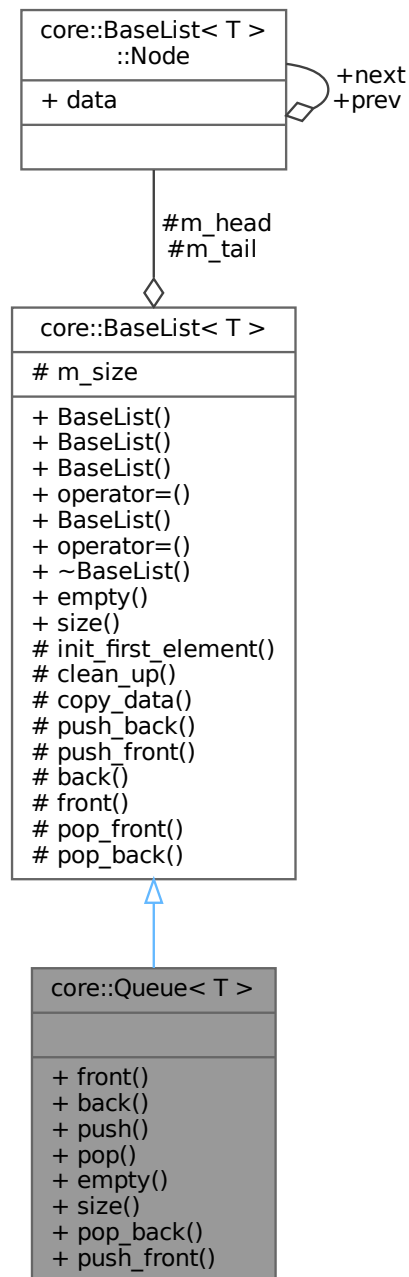 core::BaseList< T >
::Node
+ data
+next
+prev
#m_head
#m_tail
core::BaseList< T >
# m_size
+ BaseList()
+ BaseList()
+ BaseList()
+ operator=()
+ BaseList()
+ operator=()
+ ~BaseList()
+ empty()
+ size()
# init_first_element()
# clean_up()
# copy_data()
# push_back()
# push_front()
# back()
# front()
# pop_front()
# pop_back()
core::Queue< T >
+ front()
+ back()
+ push()
+ pop()
+ empty()
+ size()
+ pop_back()
+ push_front()